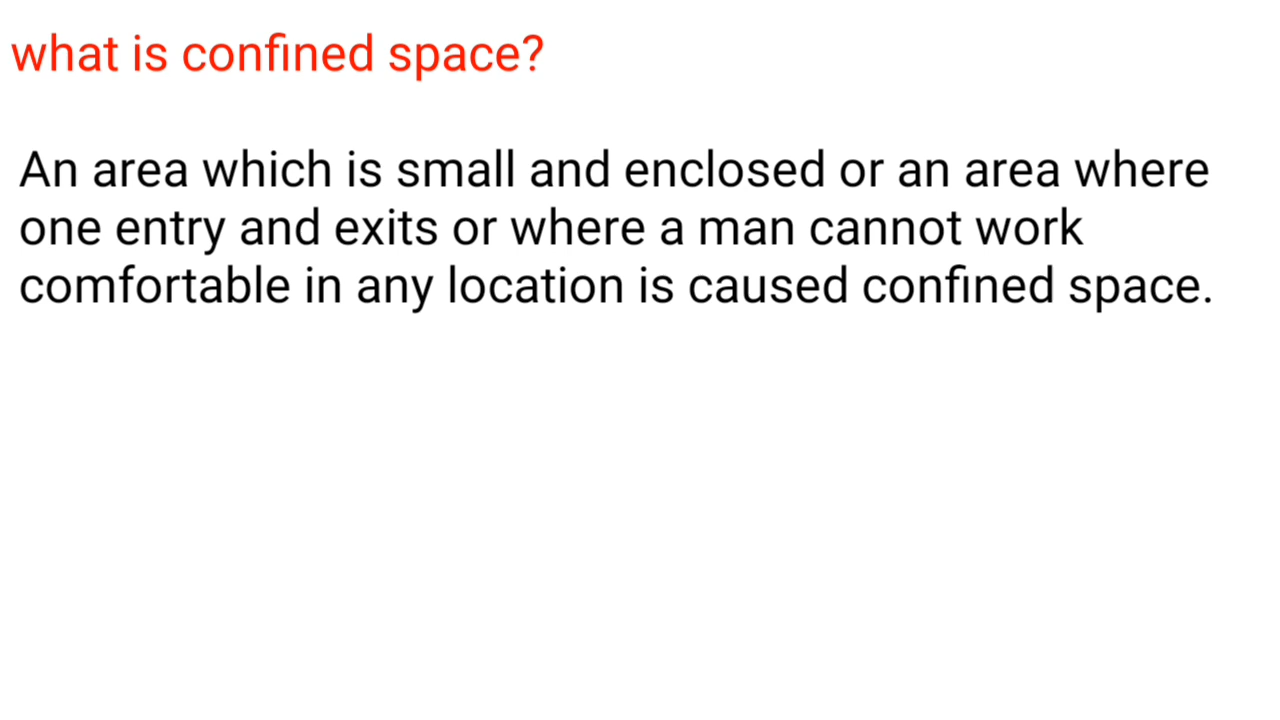 what is confined space?
An area which is small and enclosed or an area where
one entry and exits or where a man cannot work
comfortable in any location is caused confined space.